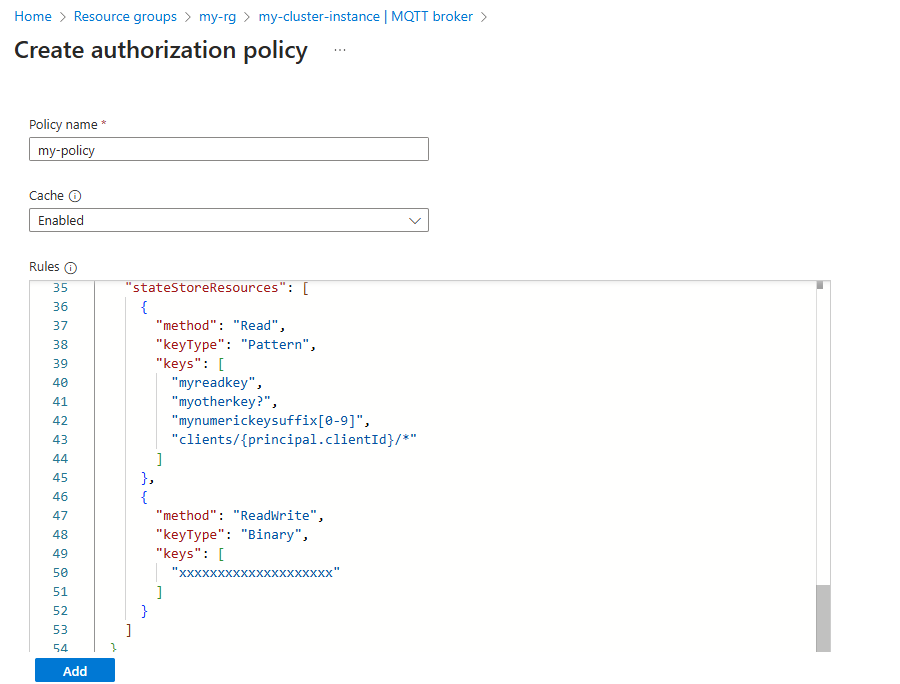 Home > Resource groups > my-rg > my-cluster-instance | MQTT broker >
Create authorization policy ...
Policy name *
my-policy
Cache
Enabled
Rules
35 "stateStoreResources": [
36 {
37 "method": "Read",
38 "keyType": "Pattern",
39 "keys": [
40 "myreadkey",
41 "myotherkey?",
42 "mynumerickeysuffix[0-9]",
43 "clients/{principal.clientId}/*"
44 ]
45 },
46 {
47 "method": "ReadWrite",
48 "keyType": "Binary",
49 "keys": [
50 "xxxxxxxxxxxxxxxxxxxx"
51 ]
52 }
53 ]
54 }
Add